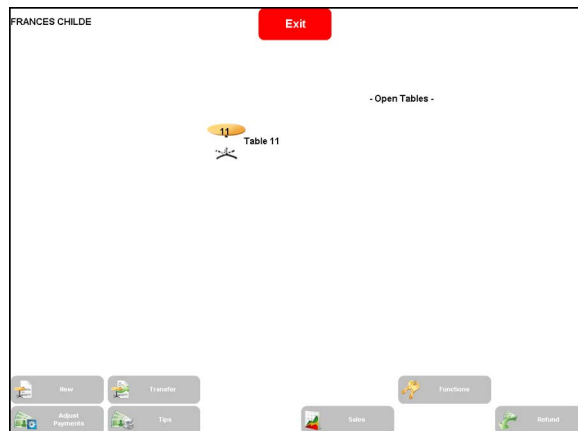 FRANCES CHILDE
Exit
- Open Tables -
11
Table 11
New
Transfer
Functions
Adjust
Payments
Tips
Sales
Refund